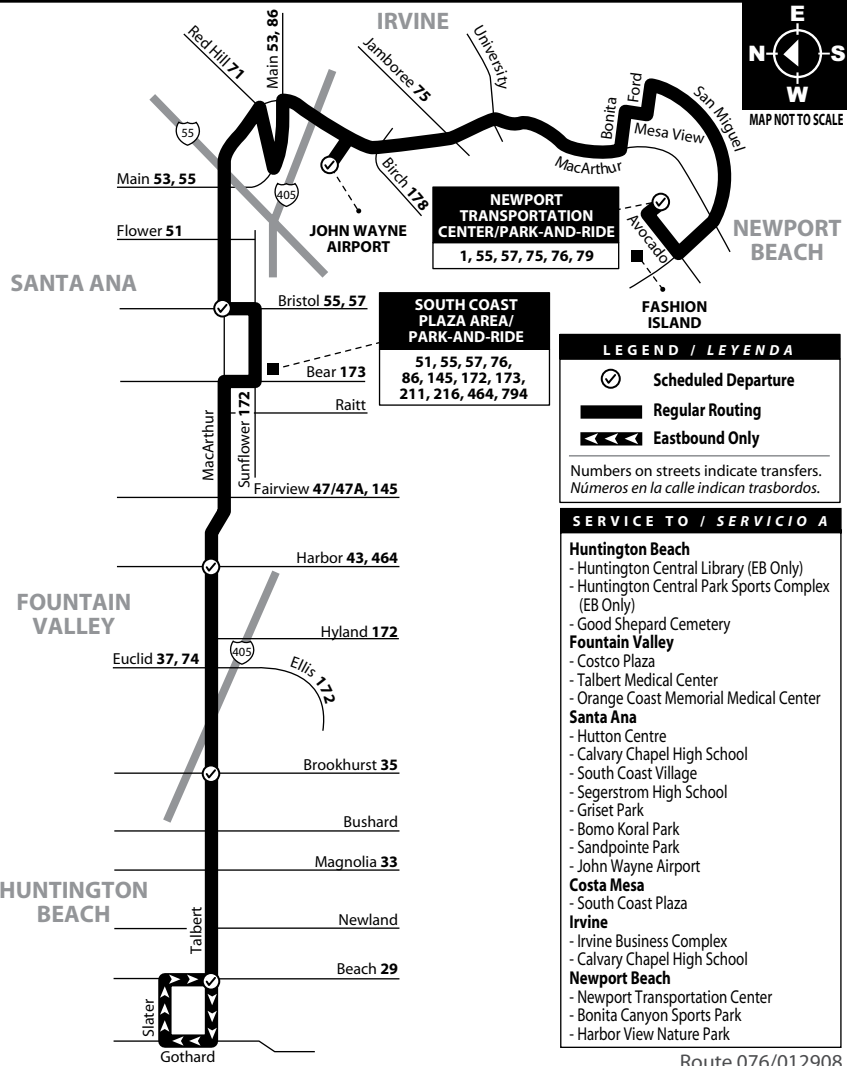 IRVINE
E
N
S
W
MAP NOT TO SCALE
Red Hill 71
Main 53, 86
Jamboree 75
University
Bonita
Ford
San Miguel
Mesa View
MacArthur
55
Main 53, 55
405
Birch 178
JOHN WAYNE
AIRPORT
NEWPORT
TRANSPORTATION
CENTER/PARK-AND-RIDE
1, 55, 57, 75, 76, 79
Avocado
NEWPORT
BEACH
FASHION
ISLAND
Flower 51
SANTA ANA
Bristol 55, 57
SOUTH COAST
PLAZA AREA/
PARK-AND-RIDE
51, 55, 57, 76,
86, 145, 172, 173,
211, 216, 464, 794
Bear 173
Raitt
MacArthur
Sunflower 172
Fairview 47/47A, 145
Harbor 43, 464
FOUNTAIN
VALLEY
Hyland 172
405
Euclid 37, 74
Ellis 172
Brookhurst 35
Bushard
Magnolia 33
HUNTINGTON
BEACH
Talbert
Newland
Beach 29
Slater
Gothard
LEGEND / LEYENDA
Scheduled Departure
Regular Routing
Eastbound Only
Numbers on streets indicate transfers.
Números en la calle indican trasbordos.
SERVICE TO / SERVICIO A
Huntington Beach
- Huntington Central Library (EB Only)
- Huntington Central Park Sports Complex
(EB Only)
- Good Shepard Cemetery
Fountain Valley
- Costco Plaza
- Talbert Medical Center
- Orange Coast Memorial Medical Center
Santa Ana
- Hutton Centre
- Calvary Chapel High School
- South Coast Village
- Segerstrom High School
- Griset Park
- Bomo Koral Park
- Sandpointe Park
- John Wayne Airport
Costa Mesa
- South Coast Plaza
Irvine
- Irvine Business Complex
- Calvary Chapel High School
Newport Beach
- Newport Transportation Center
- Bonita Canyon Sports Park
- Harbor View Nature Park
Route 076/012908